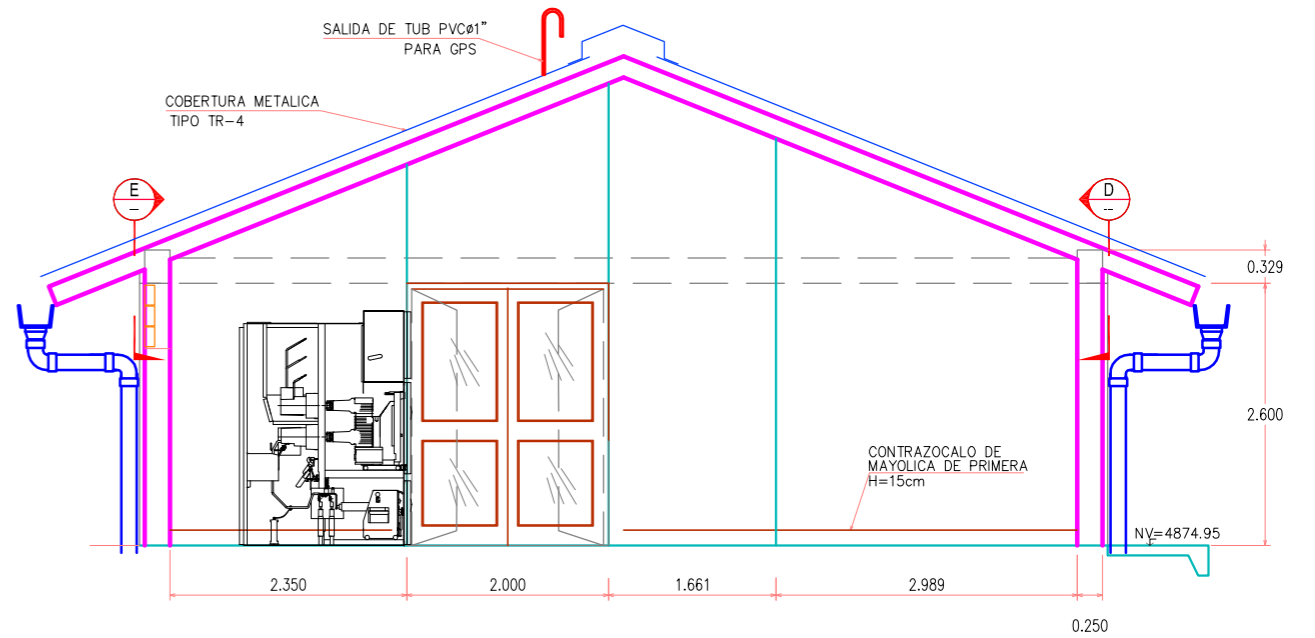 SALIDA DE TUB PVCø1”
PARA GPS
COBERTURA METALICA
TIPO TR-4
E
-
D
--
0.329
2.600
CONTRAZOCALO DE
MAYOLICA DE PRIMERA
H=15cm
NV=4874.95
2.350
2.000
1.661
2.989
0.250